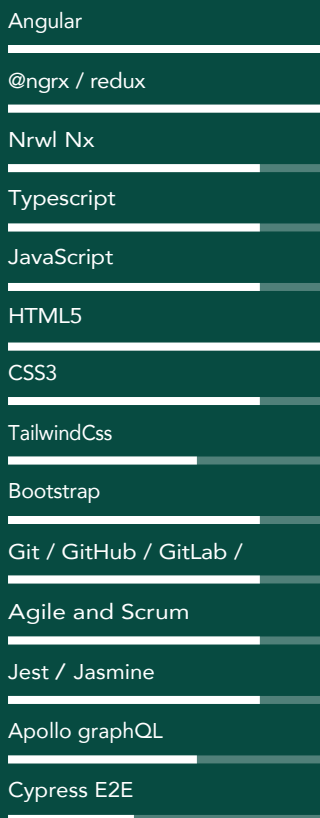 Angular
@ngrx / redux
Nrwl Nx
Typescript
JavaScript
HTML5
CSS3
TailwindCss
Bootstrap
Git / GitHub / GitLab /
Agile and Scrum
Jest / Jasmine
Apollo graphQL
Cypress E2E